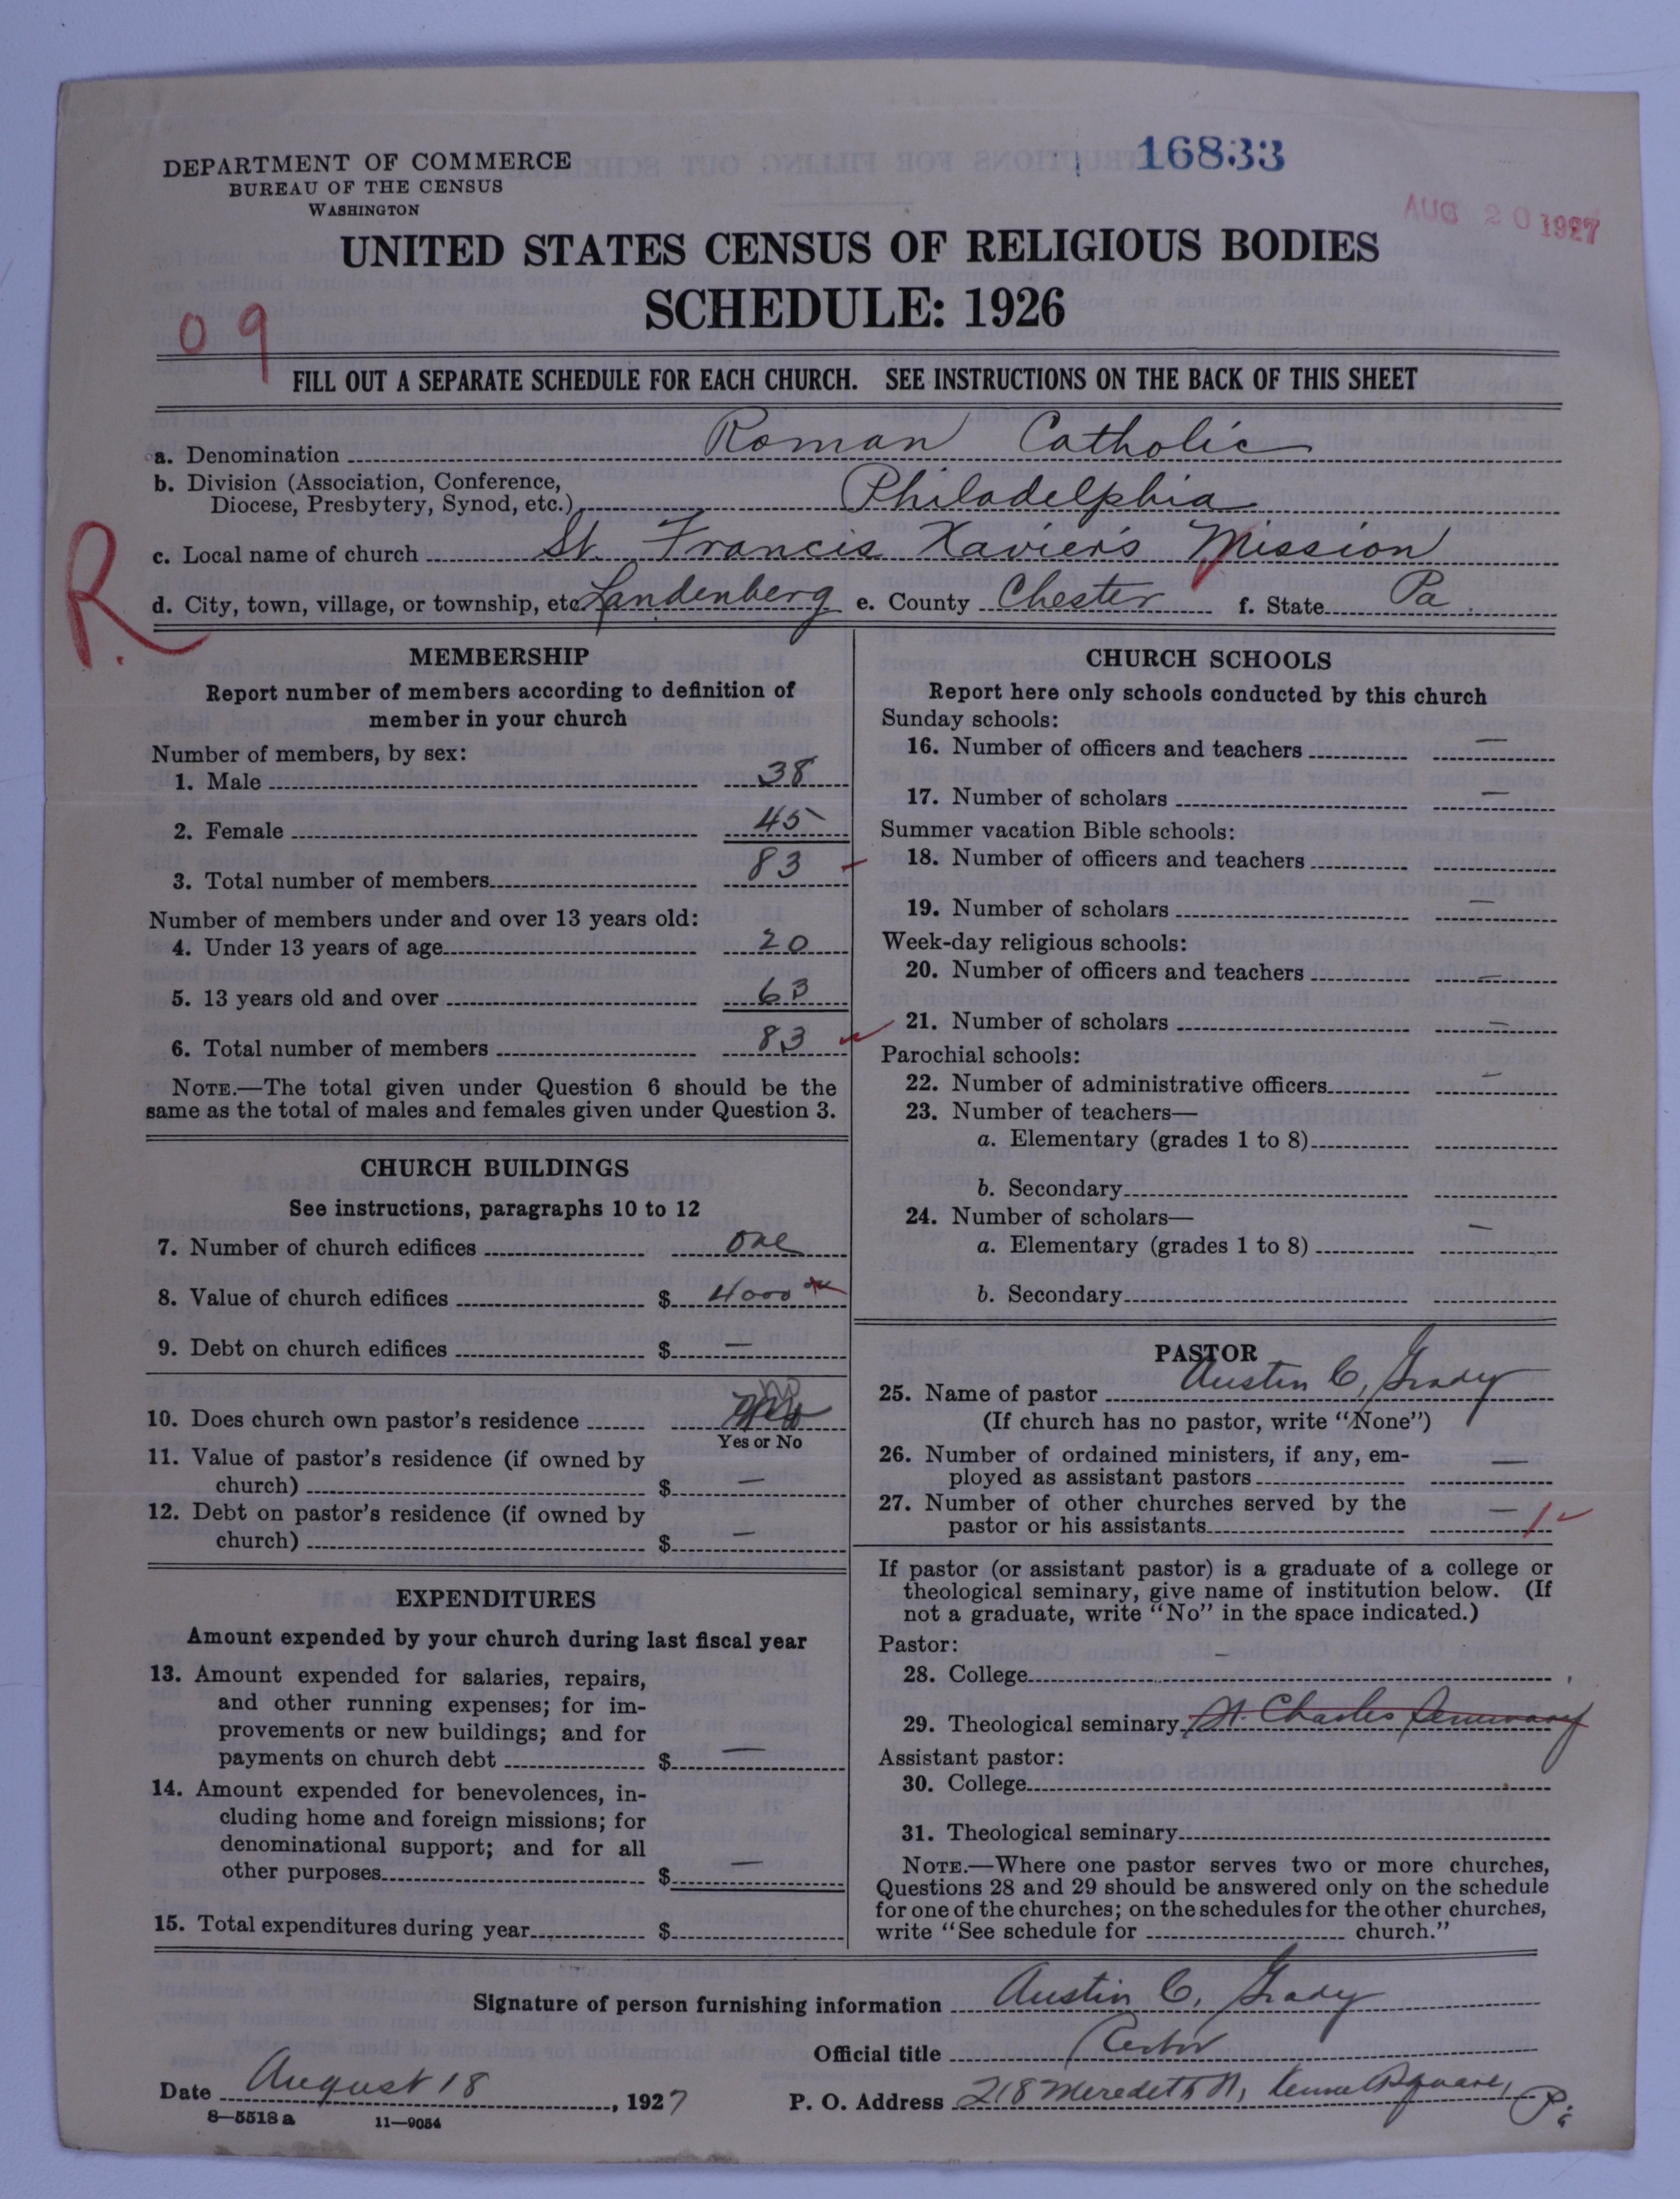 16833
AUG 20 1927
DEPARTMENT OF COMMERCE
BUREAU OF THE CENSUS
WASHINGTON
UNITED STATES CENSUS OF RELIGIOUS BODIES
SCHEDULE: 1926
09
FILL OUT A SEPARATE SCHEDULE FOR EACH CHURCH. SEE INSTRUCTIONS ON THE BACK OF THIS SHEET
a. Denomination Roman Catholic
b. Division (Association, Conference,
Diocese, Presbytery, Synod, etc.) Philadelphia
c. Local name of church St. Francis Xavier's Mission
R.
d. City, town, village, or township, etc. Landenberg e. County Chester f. State Pa.
MEMBERSHIP
Report number of members according to definition of
member in your church
Number of members, by sex:
1. Male 38
2. Female 45
3. Total number of members 83
Number of members under and over 13 years old:
4. Under 13 years of age 20
5. 13 years old and over 63
6. Total number of members 83
NOTE.—The total given under Question 6 should be the
same as the total of males and females given under Question 3.
CHURCH BUILDINGS
See instructions, paragraphs 10 to 12
7. Number of church edifices one
8. Value of church edifices $ 4000
9. Debt on church edifices $ —
10. Does church own pastor's residence no
Yes or No
11. Value of pastor's residence (if owned by
church) $ —
12. Debt on pastor's residence (if owned by
church) $ —
EXPENDITURES
Amount expended by your church during last fiscal year
13. Amount expended for salaries, repairs,
and other running expenses; for im-
provements or new buildings; and for
payments on church debt $ —
14. Amount expended for benevolences, in-
cluding home and foreign missions; for
denominational support; and for all
other purposes $ —
15. Total expenditures during year $
CHURCH SCHOOLS
Report here only schools conducted by this church
Sunday schools:
16. Number of officers and teachers —
17. Number of scholars —
Summer vacation Bible schools:
18. Number of officers and teachers
19. Number of scholars —
Week-day religious schools:
20. Number of officers and teachers —
21. Number of scholars —
Parochial schools:
22. Number of administrative officers —
23. Number of teachers—
a. Elementary (grades 1 to 8)
b. Secondary
24. Number of scholars—
a. Elementary (grades 1 to 8) —
b. Secondary
PASTOR
25. Name of pastor Austin C. Grady
(If church has no pastor, write "None")
26. Number of ordained ministers, if any, em-
ployed as assistant pastors —
27. Number of other churches served by the
pastor or his assistants — 1
If pastor (or assistant pastor) is a graduate of a college or
theological seminary, give name of institution below. (If
not a graduate, write "No" in the space indicated.)
Pastor:
28. College —
29. Theological seminary St. Charles Seminary
Assistant pastor:
30. College
31. Theological seminary
NOTE.—Where one pastor serves two or more churches,
Questions 28 and 29 should be answered only on the schedule
for one of the churches; on the schedules for the other churches,
write "See schedule for church."
Signature of person furnishing information Austin C. Grady
Official title Rector
Date August 18, 1927 P. O. Address 218 Meredith St, Kennett Square, Pa
8—5518a 11—9054